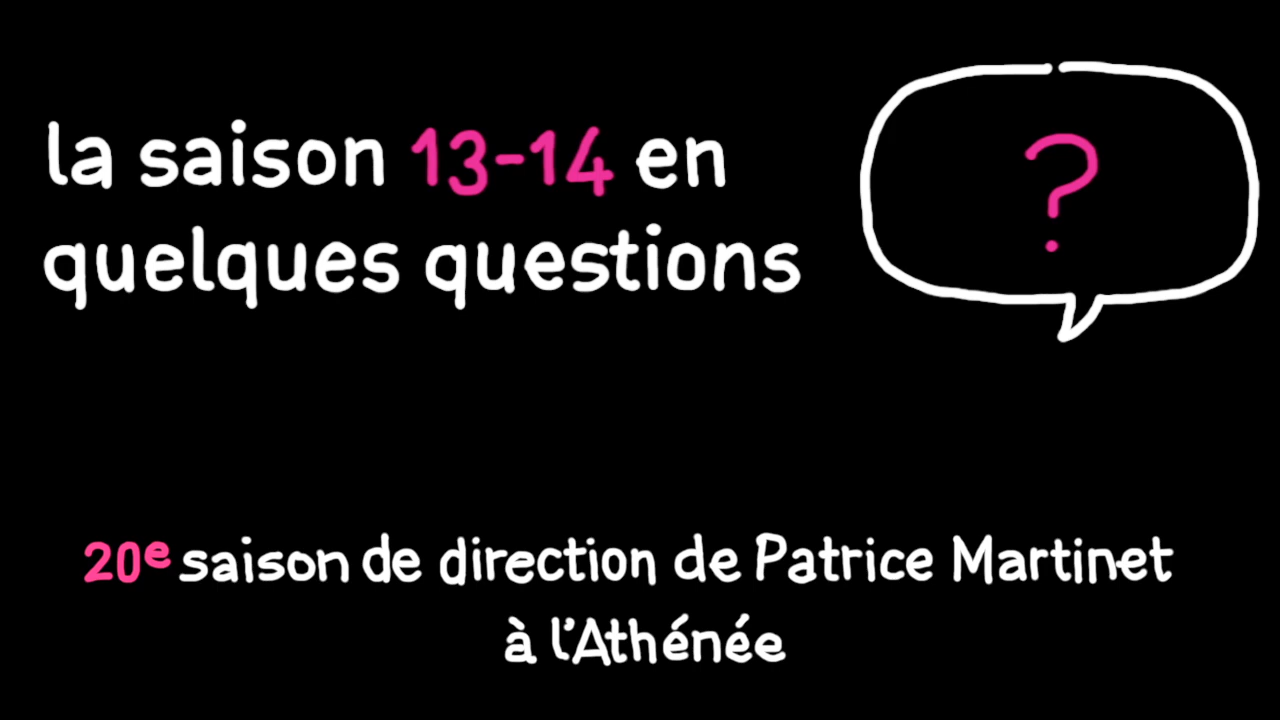 la saison 13-14 en
quelques questions
?
20e saison de direction de Patrice Martinet
à l'Athénée